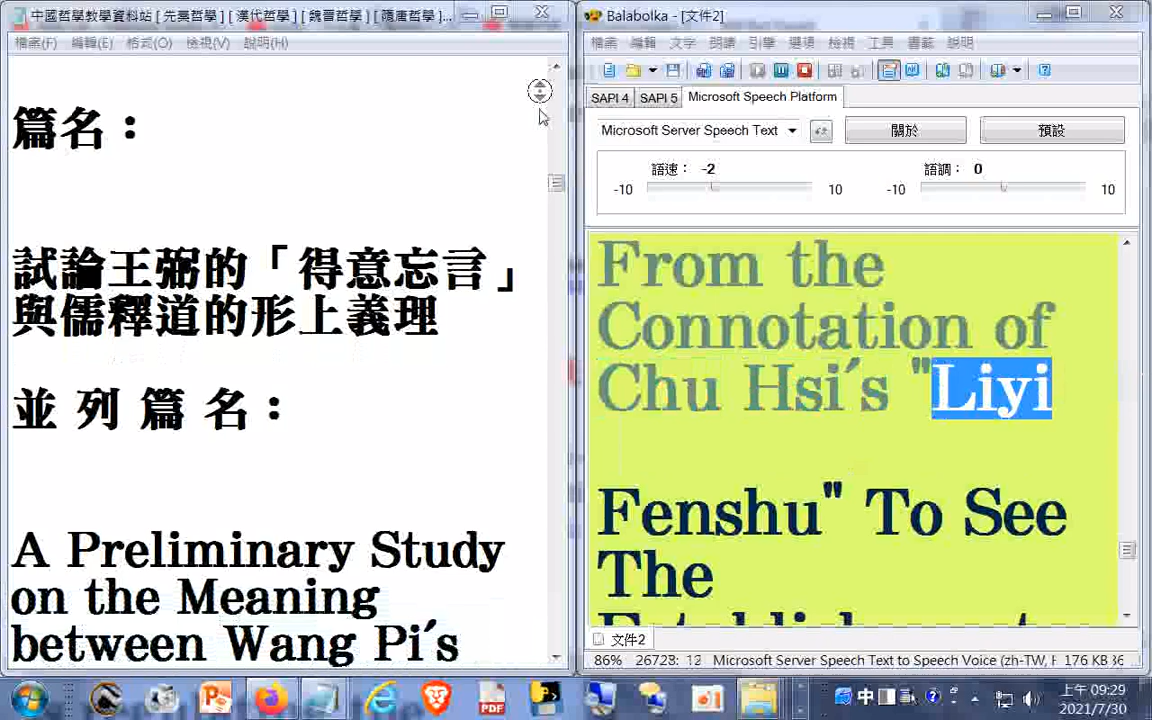 中國哲學教學資料站 [ 先秦哲學 ] [ 漢代哲學 ] [ 魏晉哲學 ] [ 隋唐哲學 ]...
檔案(F) 編輯(E) 格式(O) 檢視(V) 說明(H)
篇名：
試論王弼的「得意忘言」
與儒釋道的形上義理
並 列 篇 名：
A Preliminary Study
on the Meaning
between Wang Pi's
Balabolka - [文件2]
檔案 編輯 文字 朗讀 引擎 選項 檢視 工具 書籤 說明
SAPI 4 SAPI 5 Microsoft Speech Platform
Microsoft Server Speech Text 關於 預設
語速： -2 語調： 0
-10 10 -10 10
From the
Connotation of
Chu Hsi's "Liyi
Fenshu" To See
The
文件2
86% 26728: 12 Microsoft Server Speech Text to Speech Voice (zh-TW, 176 KB
中
PDF
上午 09:29
2021/7/30